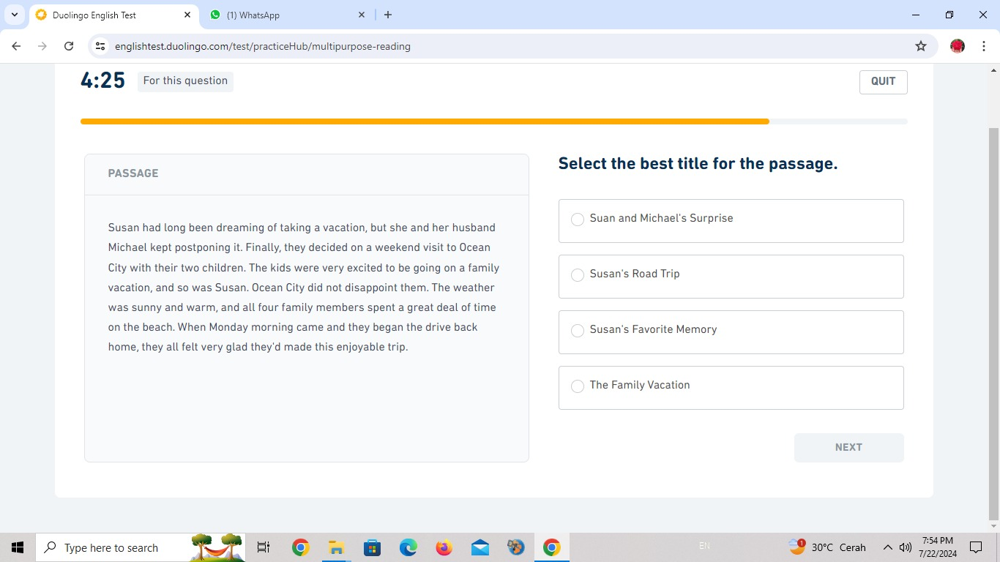 Duolingo English Test
(1) WhatsApp
englishtest.duolingo.com/test/practiceHub/multipurpose-reading
4:25
For this question
QUIT
PASSAGE
Susan had long been dreaming of taking a vacation, but she and her husband
Michael kept postponing it. Finally, they decided on a weekend visit to Ocean
City with their two children. The kids were very excited to be going on a family
vacation, and so was Susan. Ocean City did not disappoint them. The weather
was sunny and warm, and all four family members spent a great deal of time
on the beach. When Monday morning came and they began the drive back
home, they all felt very glad they'd made this enjoyable trip.
Select the best title for the passage.
Suan and Michael's Surprise
Susan's Road Trip
Susan's Favorite Memory
The Family Vacation
NEXT
Type here to search
EN
1
30°C Cerah
7:54 PM
7/22/2024